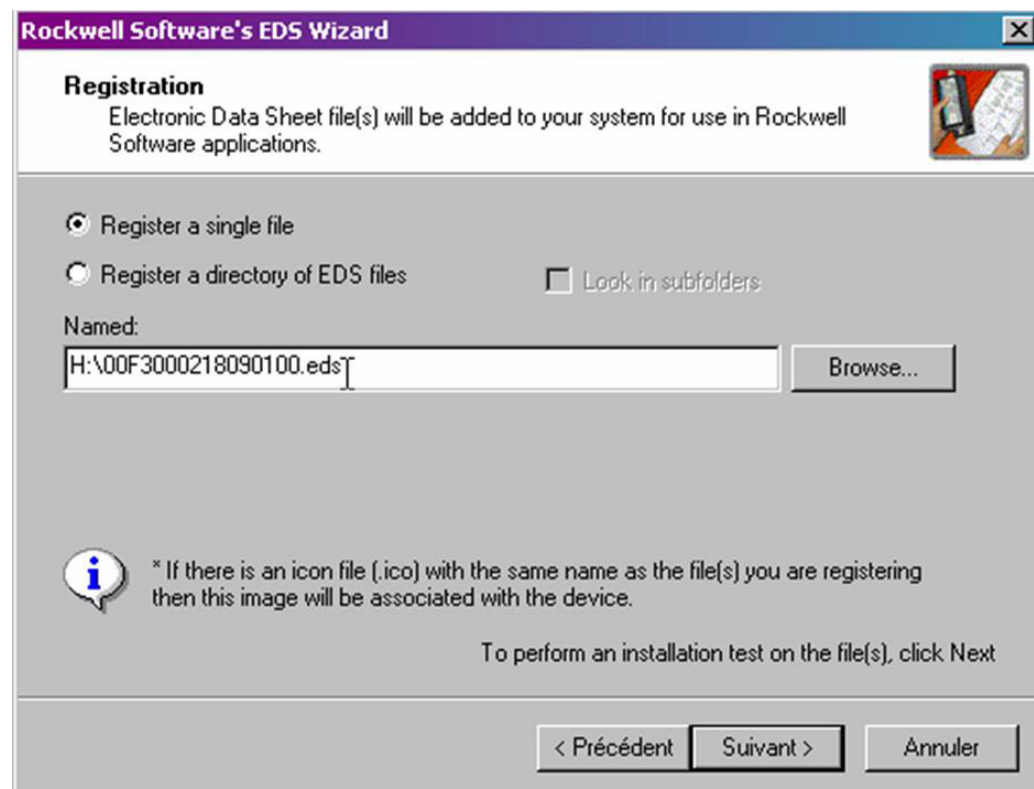 Rockwell Software's EDS Wizard
Registration
Electronic Data Sheet file(s) will be added to your system for use in Rockwell
Software applications.
Register a single file
Register a directory of EDS files
Look in subfolders
Named:
H:\00F3000218090100.eds
Browse...
* If there is an icon file (.ico) with the same name as the file(s) you are registering
then this image will be associated with the device.
To perform an installation test on the file(s), click Next
< Précédent
Suivant >
Annuler